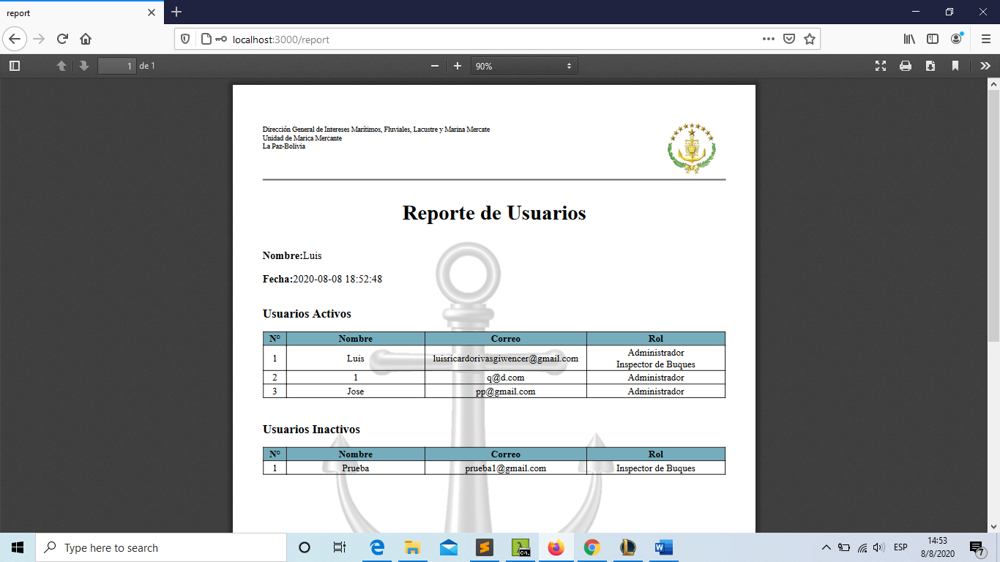 report
localhost:3000/report
1 de 1
90%
Dirección General de Intereses Marítimos, Fluviales, Lacustre y Marina Mercate
Unidad de Marica Mercante
La Paz-Bolivia
Reporte de Usuarios
Nombre:Luis
Fecha:2020-08-08 18:52:48
Usuarios Activos
N° Nombre Correo Rol
1 Luis luisricardorivasgiwencer@gmail.com Administrador
Inspector de Buques
2 1 q@d.com Administrador
3 Jose pp@gmail.com Administrador
Usuarios Inactivos
N° Nombre Correo Rol
1 Prueba prueba1@gmail.com Inspector de Buques
Type here to search
ESP
14:53
8/8/2020
7